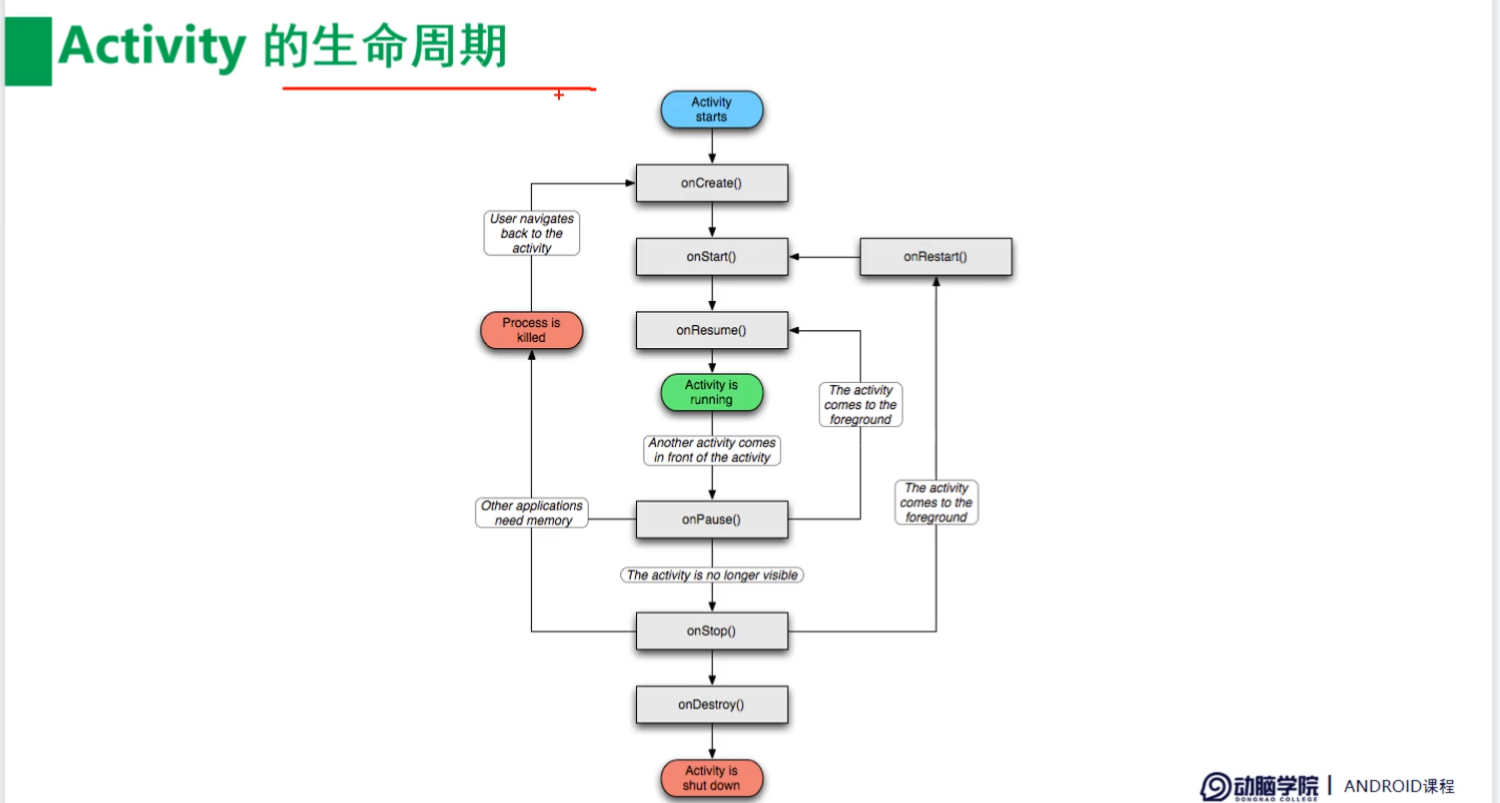 Activity 的生命周期
Activity
starts
onCreate()
User navigates
back to the
activity
onStart()
onRestart()
Process is
killed
onResume()
Activity is
running
The activity
comes to the
foreground
Another activity comes
in front of the activity
Other applications
need memory
onPause()
The activity
comes to the
foreground
The activity is no longer visible
onStop()
onDestroy()
Activity is
shut down
动脑学院
DONGNAO COLLEGE
ANDROID课程